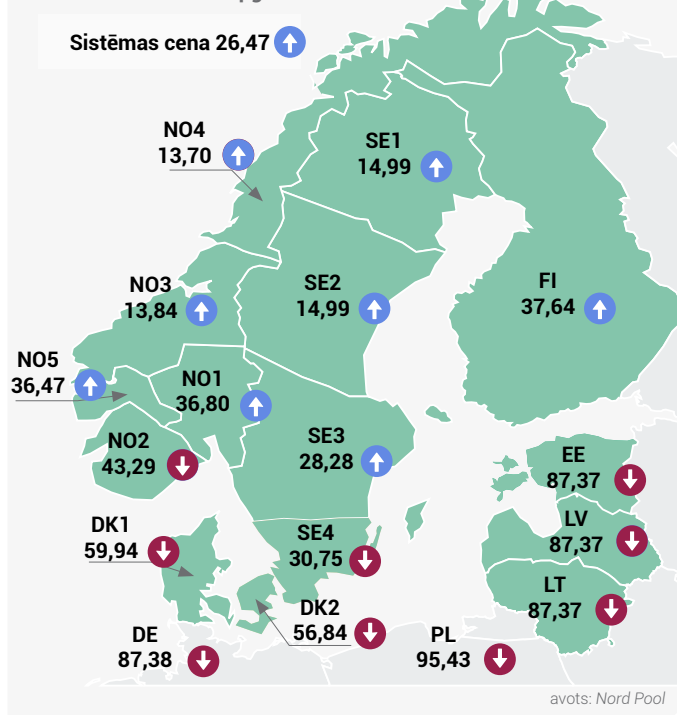 Sistēmas cena 26,47
NO4
13,70
SE1
14,99
NO3
13,84
SE2
14,99
FI
37,64
NO5
36,47
NO1
36,80
NO2
43,29
SE3
28,28
EE
87,37
DK1
59,94
SE4
30,75
LV
87,37
LT
87,37
DK2
56,84
DE
87,38
PL
95,43
avots: Nord Pool